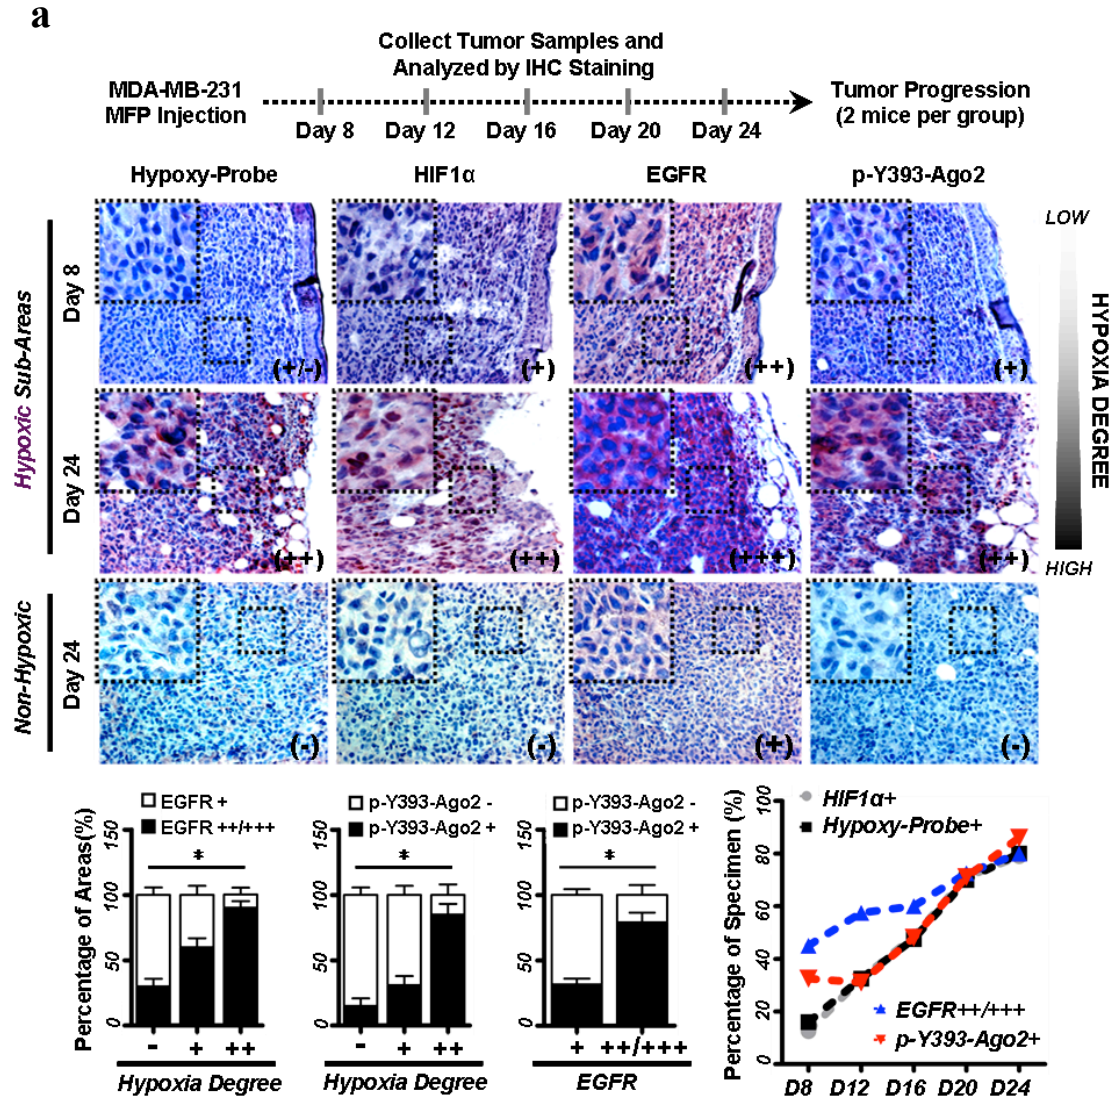 a
Collect Tumor Samples and
Analyzed by IHC Staining
MDA-MB-231
MFP Injection
Day 8 Day 12 Day 16 Day 20 Day 24
Tumor Progression
(2 mice per group)
Hypoxy-Probe HIF1α EGFR p-Y393-Ago2
Hypoxic Sub-Areas
Day 8
(+/-) (+) (++) (+)
Day 24
(++) (++) (+++) (++)
LOW
HYPOXIA DEGREE
HIGH
Non-Hypoxic
Day 24
(-) (-) (+) (-)
EGFR +
EGFR ++/+++
Percentage of Areas(%)
150
100
50
0
*
- + ++
Hypoxia Degree
p-Y393-Ago2 -
p-Y393-Ago2 +
150
100
50
0
*
- + ++
Hypoxia Degree
p-Y393-Ago2 -
p-Y393-Ago2 +
150
100
50
0
*
+ ++/+++
EGFR
Percentage of Specimen (%)
100
80
60
40
20
0
HIF1α+
Hypoxy-Probe+
EGFR++/+++
p-Y393-Ago2+
D8 D12 D16 D20 D24